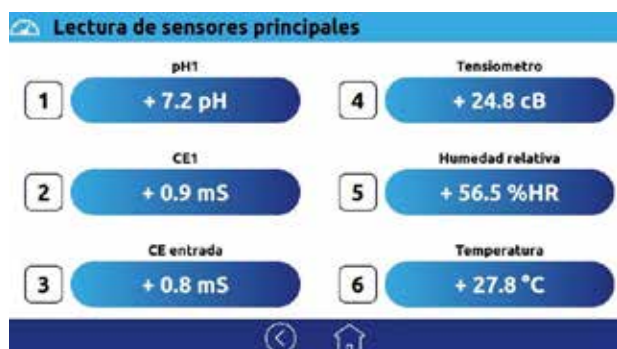 Lectura de sensores principales
pH1
1
+ 7.2 pH
CE1
2
+ 0.9 mS
CE entrada
3
+ 0.8 mS
Tensiometro
4
+ 24.8 cB
Humedad relativa
5
+ 56.5 %HR
Temperatura
6
+ 27.8 °C